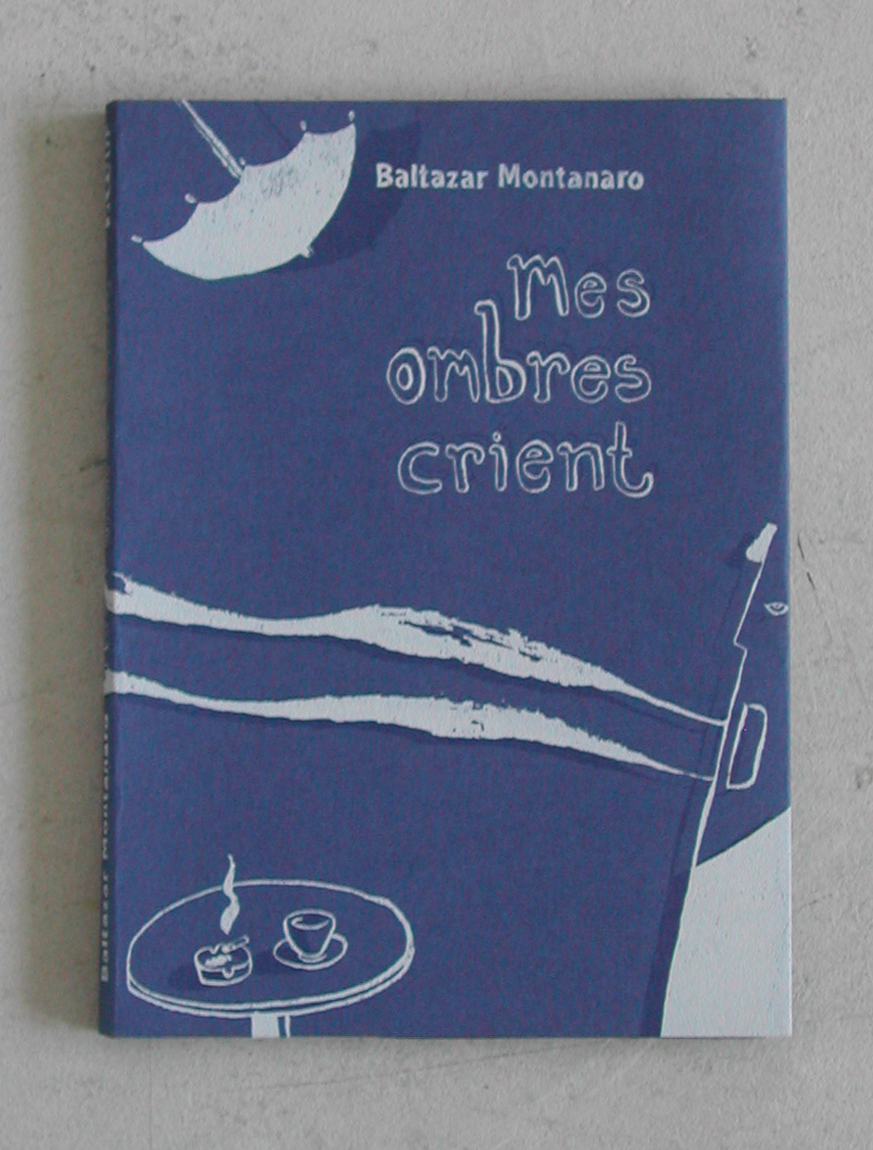 Baltazar Montanaro
Mes
ombres
crient
Baltazar Montanaro